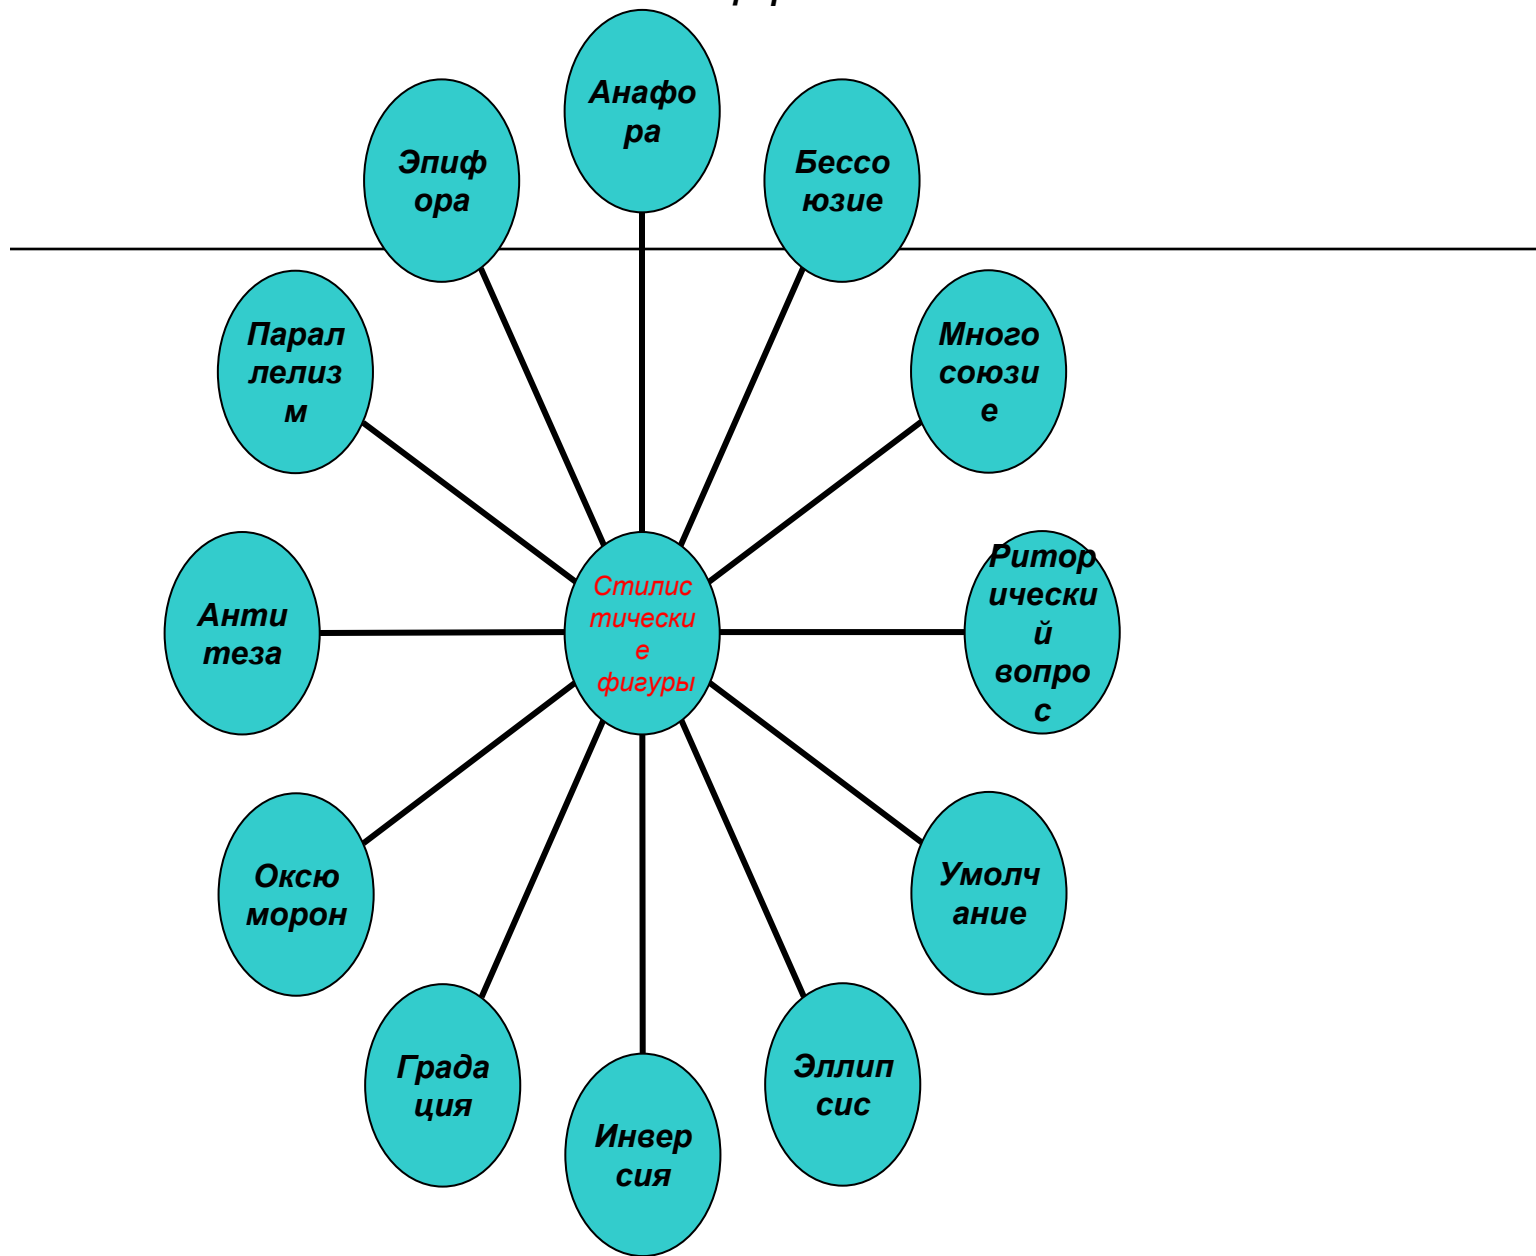 Анафо
ра
Эпиф
ора
Бессо
юзие
Парал
лелиз
м
Много
союзи
е
Анти
теза
Стилис
тически
е
фигуры
Ритор
ически
й
вопро
с
Оксю
морон
Умолч
ание
Града
ция
Эллип
сис
Инвер
сия